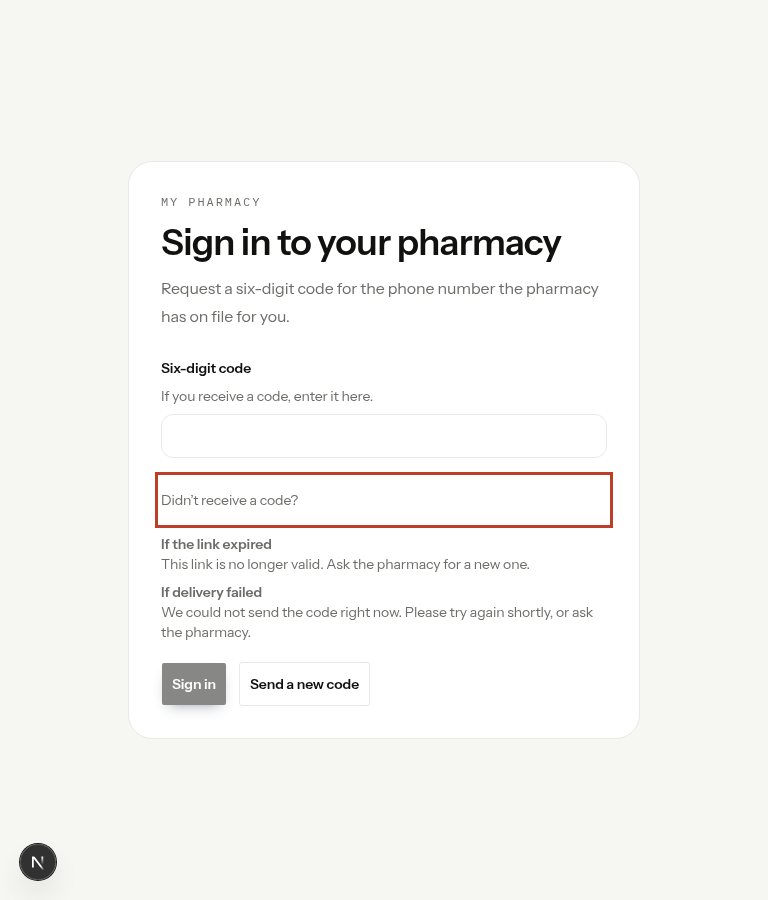 MY PHARMACY
Sign in to your pharmacy
Request a six-digit code for the phone number the pharmacy
has on file for you.
Six-digit code
If you receive a code, enter it here.
Didn't receive a code?
If the link expired
This link is no longer valid. Ask the pharmacy for a new one.
If delivery failed
We could not send the code right now. Please try again shortly, or ask
the pharmacy.
Sign in
Send a new code
N